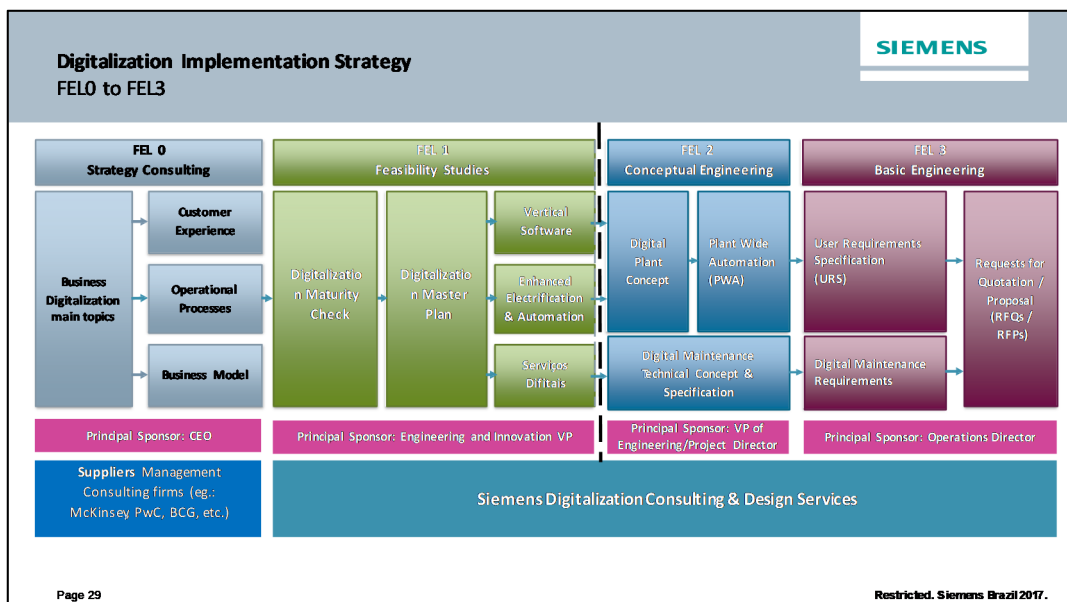 Digitalization Implementation Strategy
FEL0 to FEL3
SIEMENS
FEL 0
Strategy Consulting
FEL 1
Feasibility Studies
FEL 2
Conceptual Engineering
FEL 3
Basic Engineering
Business
Digitalization
main topics
Customer
Experience
Operational
Processes
Business Model
Digitalizatio
n Maturity
Check
Digitalizatio
n Master
Plan
Vertical
Software
Enhanced
Electrification
& Automation
Serviços
Difitais
Digital
Plant
Concept
Plant Wide
Automation
(PWA)
Digital Maintenance
Technical Concept &
Specification
User Requirements
Specification
(URS)
Digital Maintenance
Requirements
Requests for
Quotation /
Proposal
(RFQs /
RFPs)
Principal Sponsor: CEO
Principal Sponsor: Engineering and Innovation VP
Principal Sponsor: VP of
Engineering/Project Director
Principal Sponsor: Operations Director
Suppliers Management
Consulting firms (eg.:
McKinsey, PwC, BCG, etc.)
Siemens Digitalization Consulting & Design Services
Page 29
Restricted. Siemens Brazil 2017.